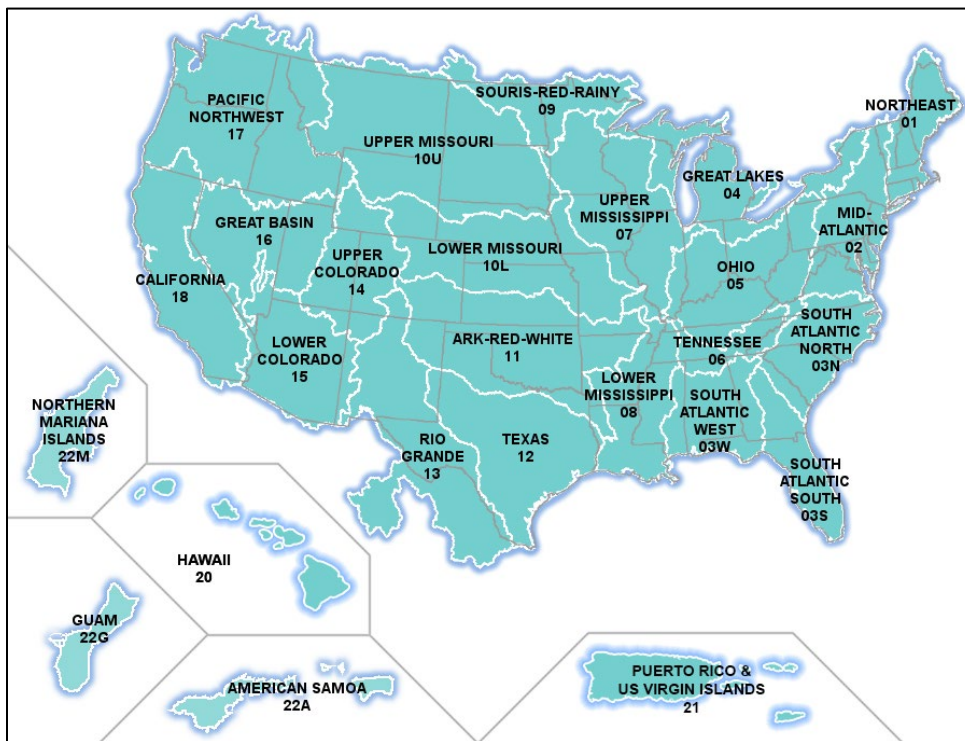 SOURIS-RED-RAINY
09
NORTHEAST
01
PACIFIC
NORTHWEST
17
UPPER MISSOURI
10U
GREAT LAKES
04
UPPER
MISSISSIPPI
07
MID-
ATLANTIC
02
GREAT BASIN
16
LOWER MISSOURI
10L
UPPER
COLORADO
14
OHIO
05
CALIFORNIA
18
SOUTH
ATLANTIC
NORTH
03N
ARK-RED-WHITE
11
TENNESSEE
06
LOWER
COLORADO
15
LOWER
MISSISSIPPI
08
SOUTH
ATLANTIC
WEST
03W
NORTHERN
MARIANA
ISLANDS
22M
RIO
GRANDE
13
TEXAS
12
SOUTH
ATLANTIC
SOUTH
03S
HAWAII
20
GUAM
22G
AMERICAN SAMOA
22A
PUERTO RICO &
US VIRGIN ISLANDS
21